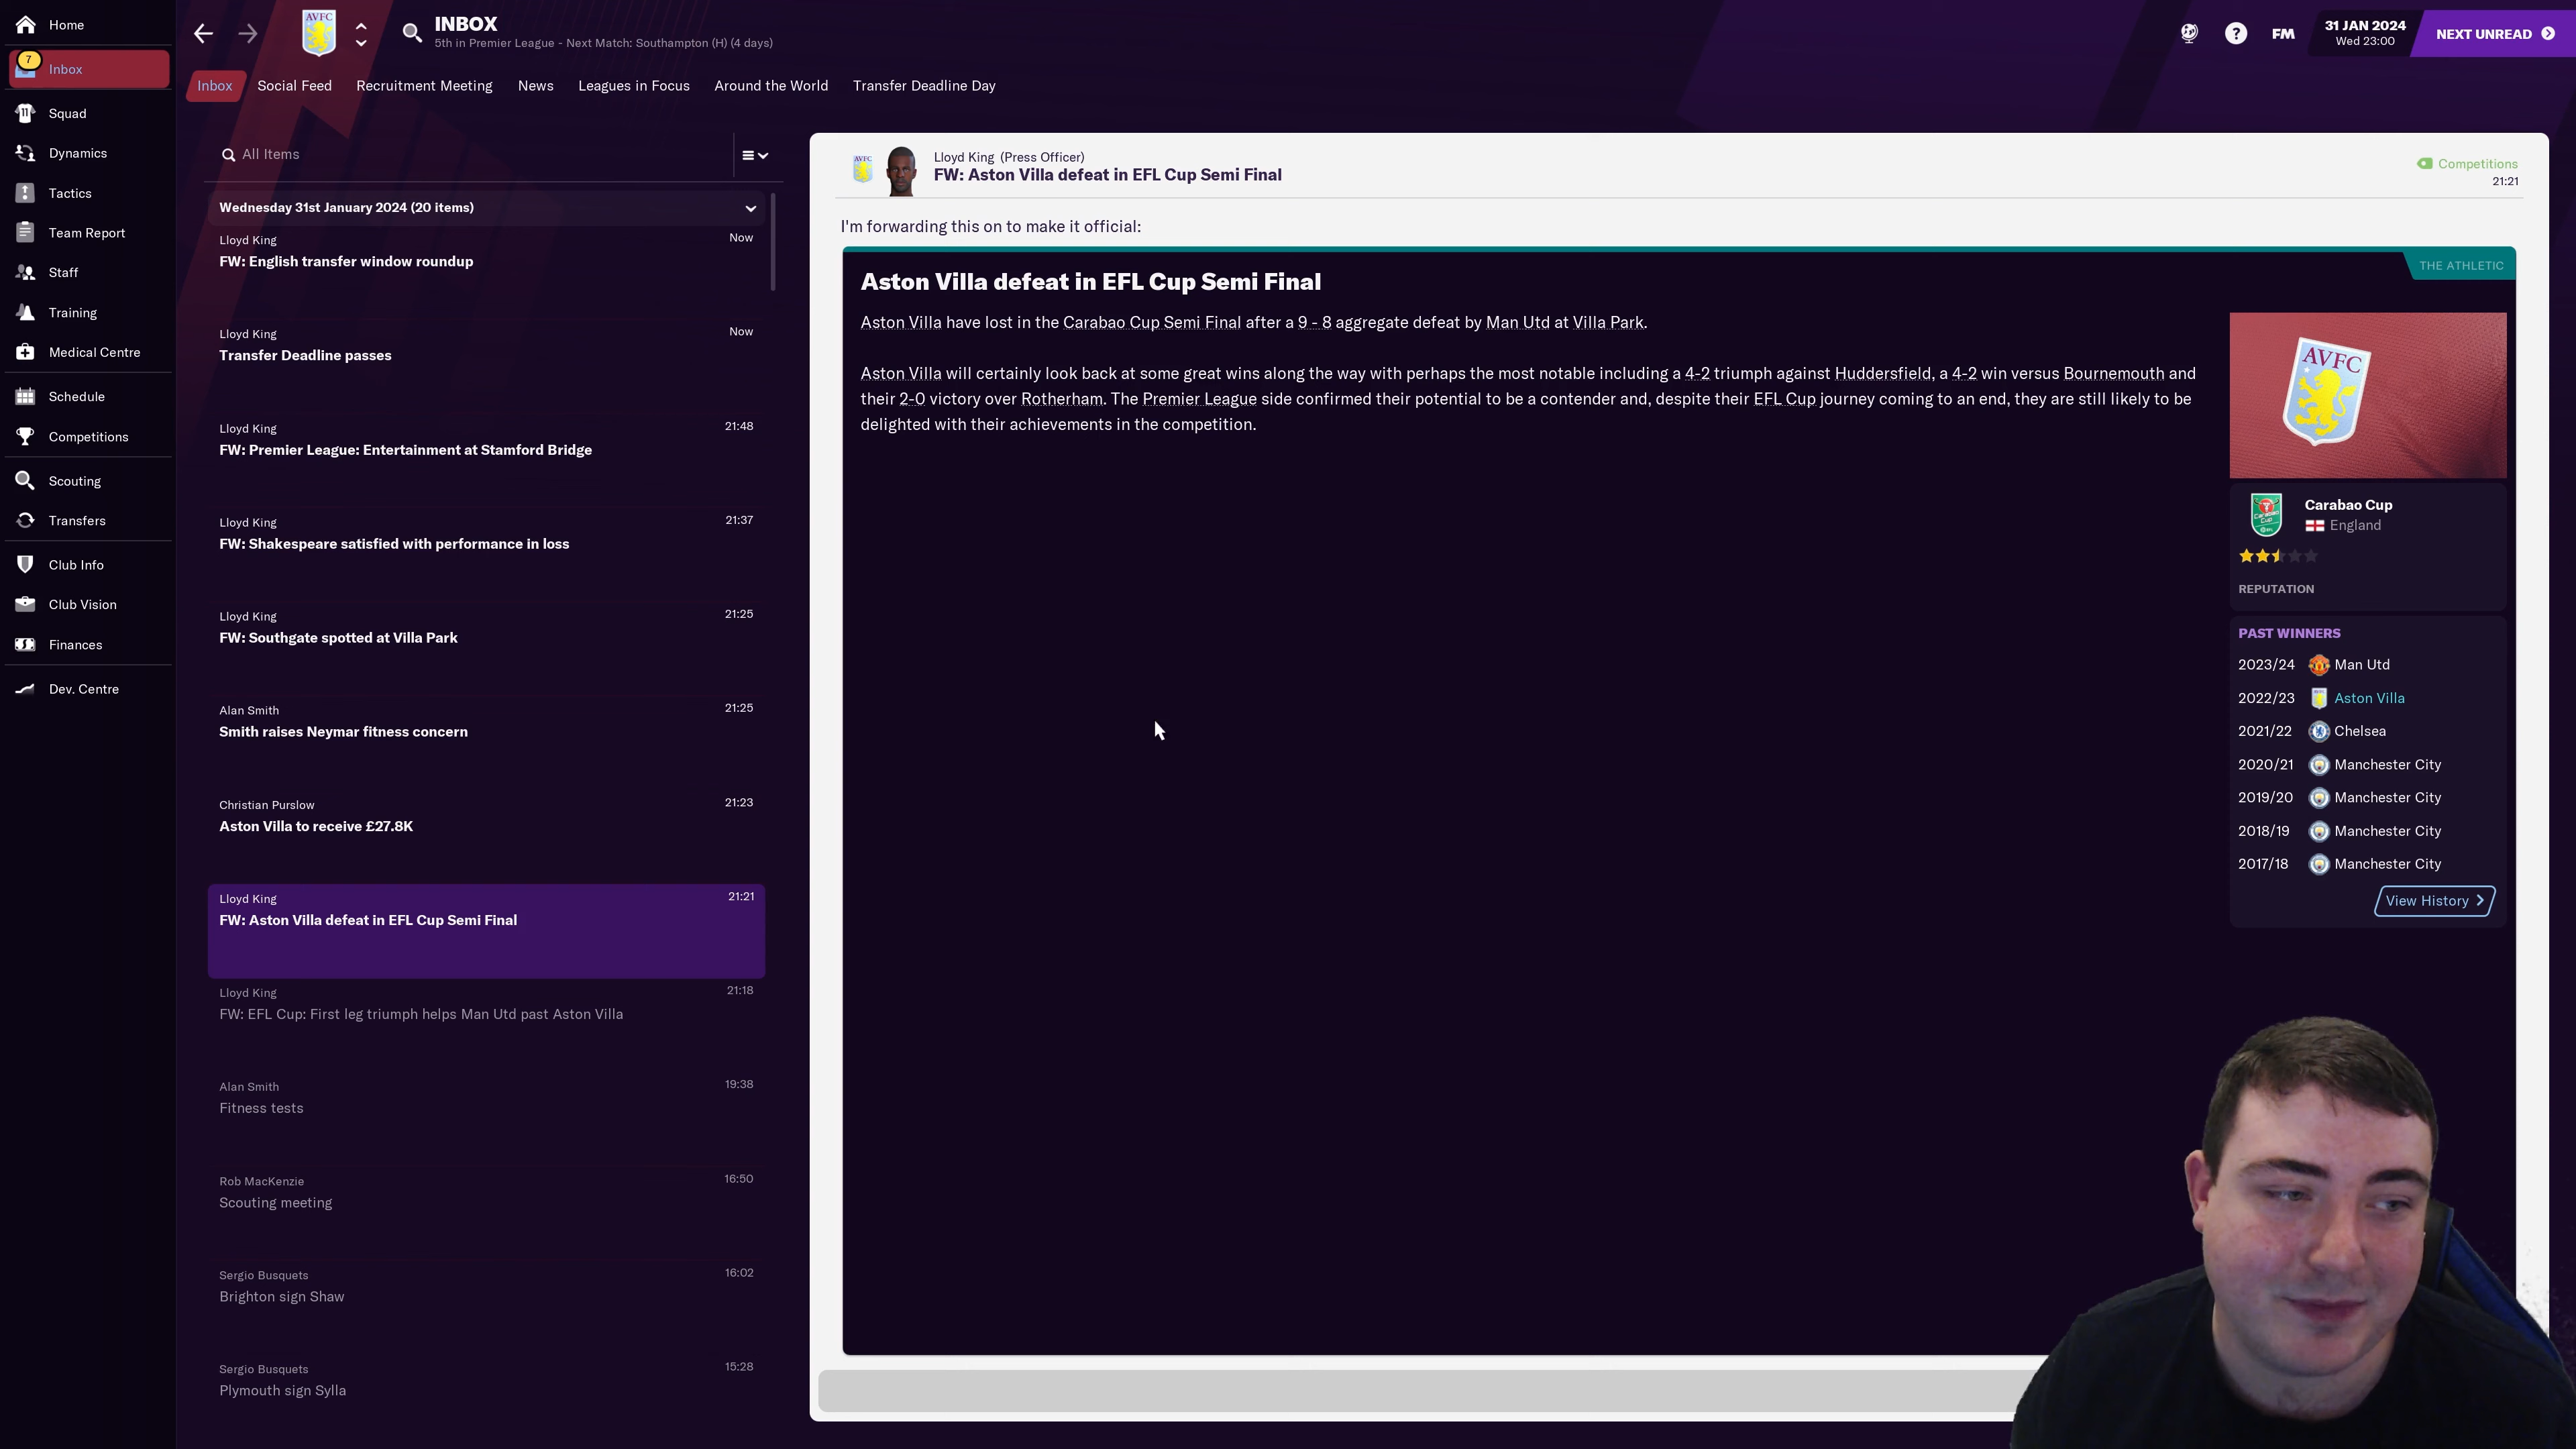 Home
7
Inbox
Squad
Dynamics
Tactics
Team Report
Staff
Training
Medical Centre
Schedule
Competitions
Scouting
Transfers
Club Info
Club Vision
Finances
Dev. Centre
AVFC
INBOX
5th in Premier League - Next Match: Southampton (H) (4 days)
?
FM
31 JAN 2024
Wed 23:00
NEXT UNREAD
Inbox
Social Feed
Recruitment Meeting
News
Leagues in Focus
Around the World
Transfer Deadline Day
All Items
Wednesday 31st January 2024 (20 items)
Lloyd King
Now
FW: English transfer window roundup
Lloyd King
Now
Transfer Deadline passes
Lloyd King
21:48
FW: Premier League: Entertainment at Stamford Bridge
Lloyd King
21:37
FW: Shakespeare satisfied with performance in loss
Lloyd King
21:25
FW: Southgate spotted at Villa Park
Alan Smith
21:25
Smith raises Neymar fitness concern
Christian Purslow
21:23
Aston Villa to receive £27.8K
Lloyd King
21:21
FW: Aston Villa defeat in EFL Cup Semi Final
Lloyd King
21:18
FW: EFL Cup: First leg triumph helps Man Utd past Aston Villa
Alan Smith
19:38
Fitness tests
Rob MacKenzie
16:50
Scouting meeting
Sergio Busquets
16:02
Brighton sign Shaw
Sergio Busquets
15:28
Plymouth sign Sylla
AVFC
Lloyd King (Press Officer)
FW: Aston Villa defeat in EFL Cup Semi Final
Competitions
21:21
I'm forwarding this on to make it official:
THE ATHLETIC
Aston Villa defeat in EFL Cup Semi Final
Aston Villa have lost in the Carabao Cup Semi Final after a 9 - 8 aggregate defeat by Man Utd at Villa Park.
Aston Villa will certainly look back at some great wins along the way with perhaps the most notable including a 4-2 triumph against Huddersfield, a 4-2 win versus Bournemouth and
their 2-0 victory over Rotherham. The Premier League side confirmed their potential to be a contender and, despite their EFL Cup journey coming to an end, they are still likely to be
delighted with their achievements in the competition.
AVFC
Carabao Cup
England
REPUTATION
PAST WINNERS
2023/24 Man Utd
2022/23 Aston Villa
2021/22 Chelsea
2020/21 Manchester City
2019/20 Manchester City
2018/19 Manchester City
2017/18 Manchester City
View History